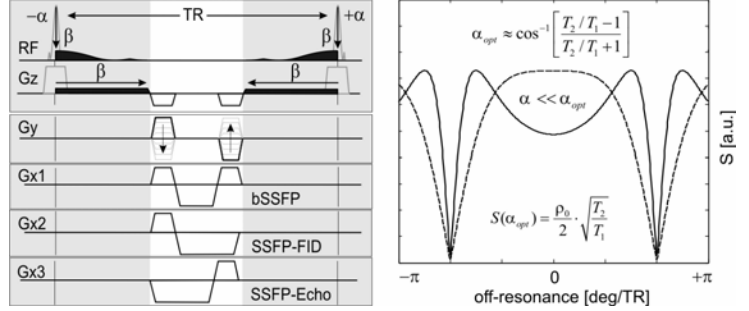 −α TR +α
β β
RF
β β
Gz
Gy
Gx1
bSSFP
Gx2
SSFP-FID
Gx3
SSFP-Echo
α_opt ≈ cos⁻¹ [ (T₂/T₁ − 1) / (T₂/T₁ + 1) ]
α << α_opt
S(α_opt) = ρ₀/2 · √(T₂/T₁)
S [a.u.]
−π 0 +π
off-resonance [deg/TR]